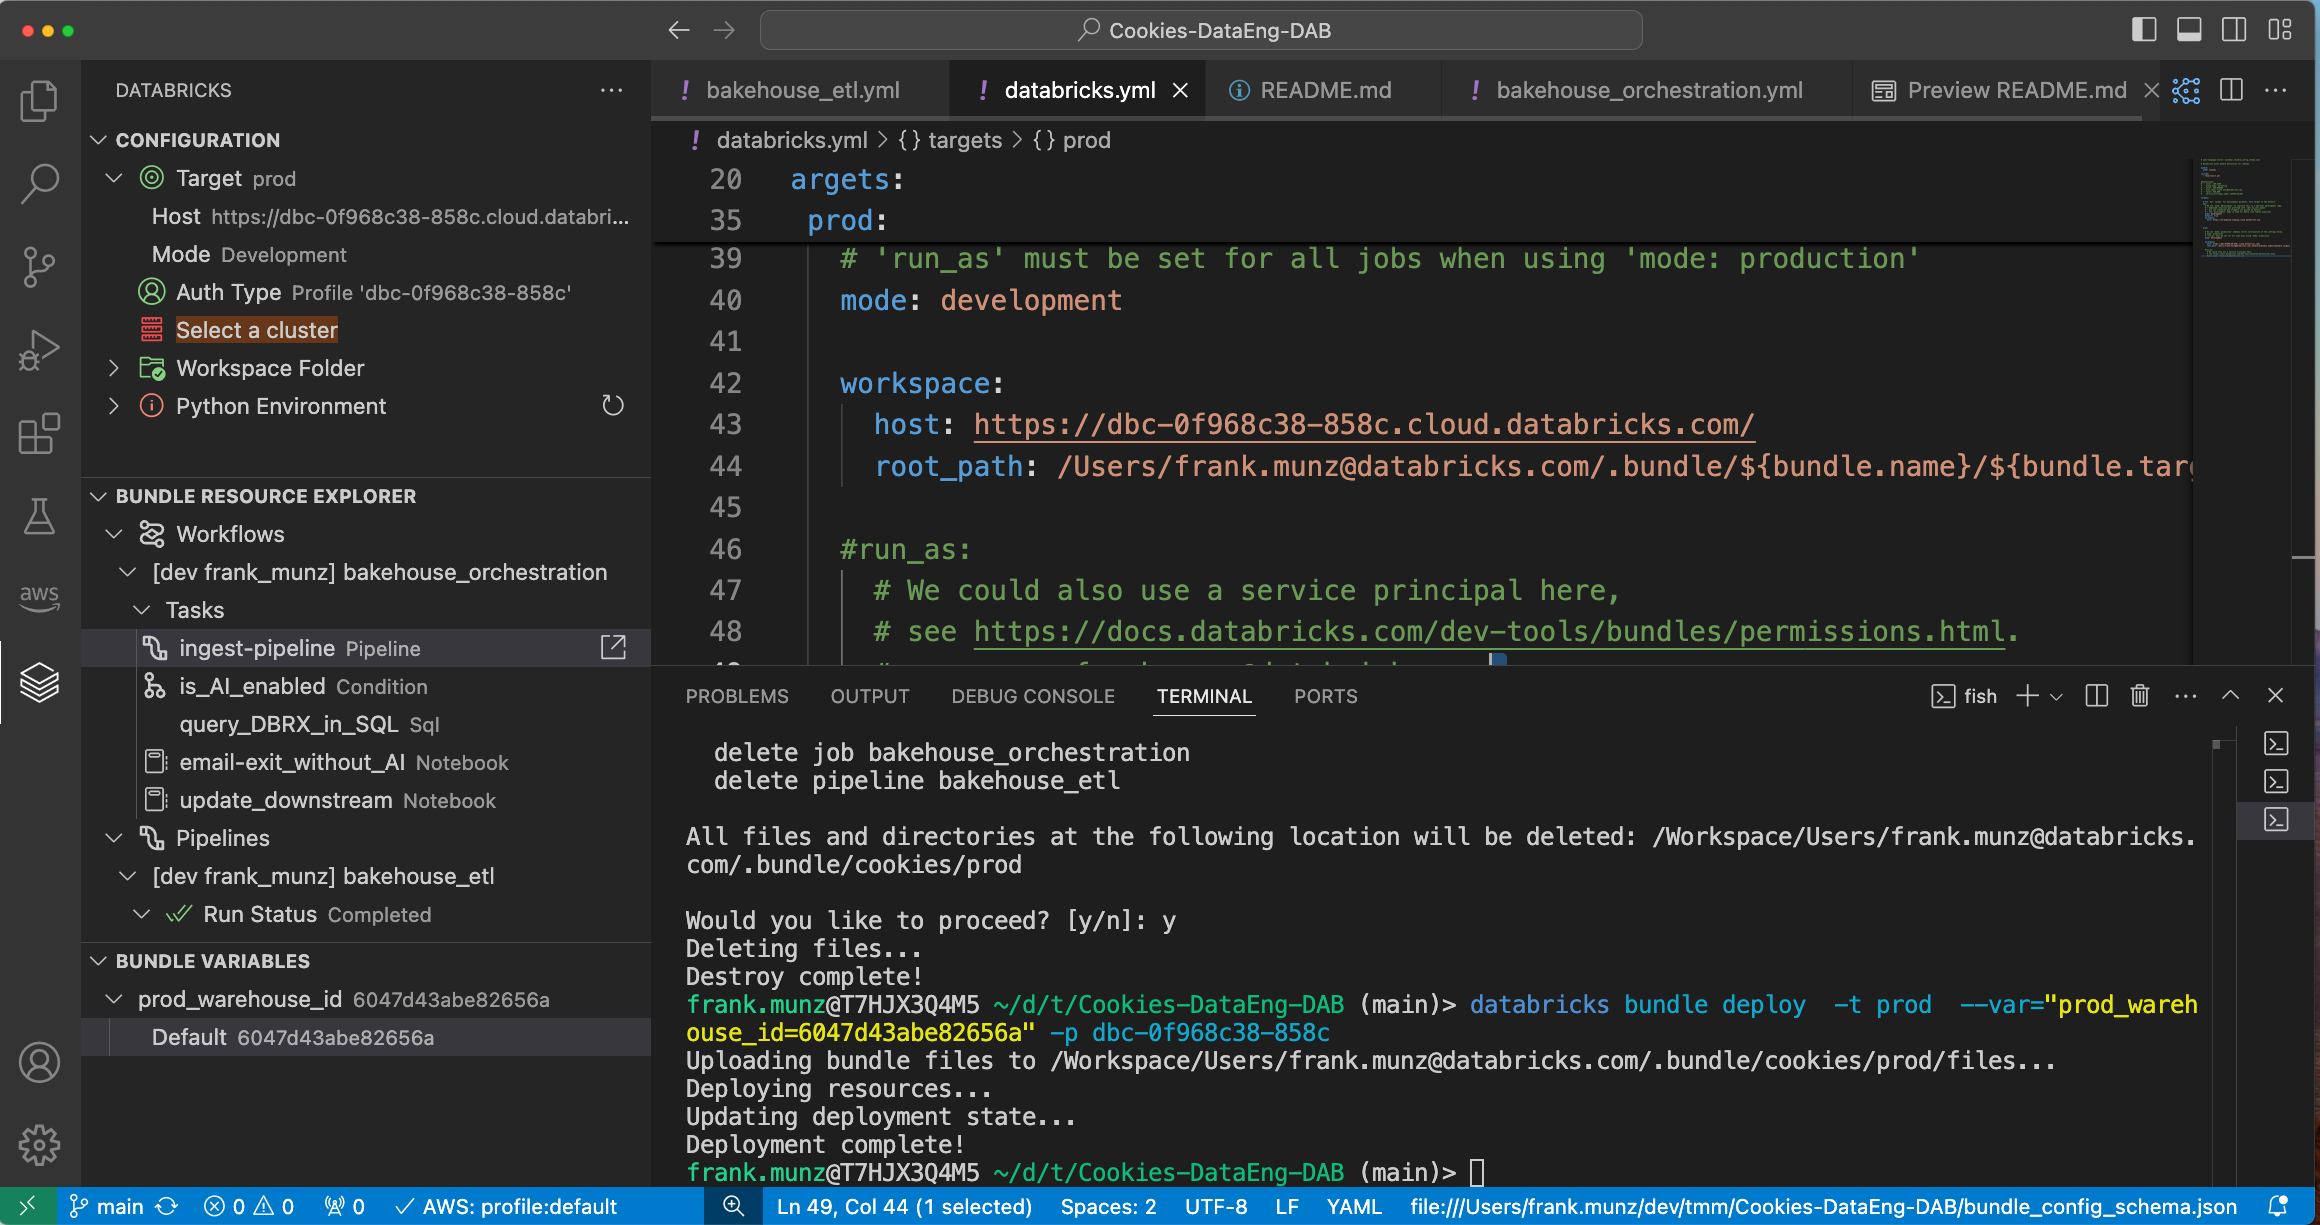 Cookies-DataEng-DAB
DATABRICKS
CONFIGURATION
Target prod
Host https://dbc-0f968c38-858c.cloud.databri...
Mode Development
Auth Type Profile 'dbc-0f968c38-858c'
Select a cluster
Workspace Folder
Python Environment
BUNDLE RESOURCE EXPLORER
Workflows
[dev frank_munz] bakehouse_orchestration
Tasks
ingest-pipeline Pipeline
is_AI_enabled Condition
query_DBRX_in_SQL Sql
email-exit_without_AI Notebook
update_downstream Notebook
Pipelines
[dev frank_munz] bakehouse_etl
Run Status Completed
BUNDLE VARIABLES
prod_warehouse_id 6047d43abe82656a
Default 6047d43abe82656a
aws
! bakehouse_etl.yml ! databricks.yml README.md ! bakehouse_orchestration.yml Preview README.md
! databricks.yml > {} targets > {} prod
20 argets:
35 prod:
39 # 'run_as' must be set for all jobs when using 'mode: production'
40 mode: development
41
42 workspace:
43 host: https://dbc-0f968c38-858c.cloud.databricks.com/
44 root_path: /Users/frank.munz@databricks.com/.bundle/${bundle.name}/${bundle.tar
45
46 #run_as:
47 # We could also use a service principal here,
48 # see https://docs.databricks.com/dev-tools/bundles/permissions.html.
PROBLEMS OUTPUT DEBUG CONSOLE TERMINAL PORTS fish
delete job bakehouse_orchestration
delete pipeline bakehouse_etl
All files and directories at the following location will be deleted: /Workspace/Users/frank.munz@databricks.
com/.bundle/cookies/prod
Would you like to proceed? [y/n]: y
Deleting files...
Destroy complete!
frank.munz@T7HJX3Q4M5 ~/d/t/Cookies-DataEng-DAB (main)> databricks bundle deploy -t prod --var="prod_wareh
ouse_id=6047d43abe82656a" -p dbc-0f968c38-858c
Uploading bundle files to /Workspace/Users/frank.munz@databricks.com/.bundle/cookies/prod/files...
Deploying resources...
Updating deployment state...
Deployment complete!
frank.munz@T7HJX3Q4M5 ~/d/t/Cookies-DataEng-DAB (main)>
main 0 0 0 AWS: profile:default Ln 49, Col 44 (1 selected) Spaces: 2 UTF-8 LF YAML file:///Users/frank.munz/dev/tmm/Cookies-DataEng-DAB/bundle_config_schema.json